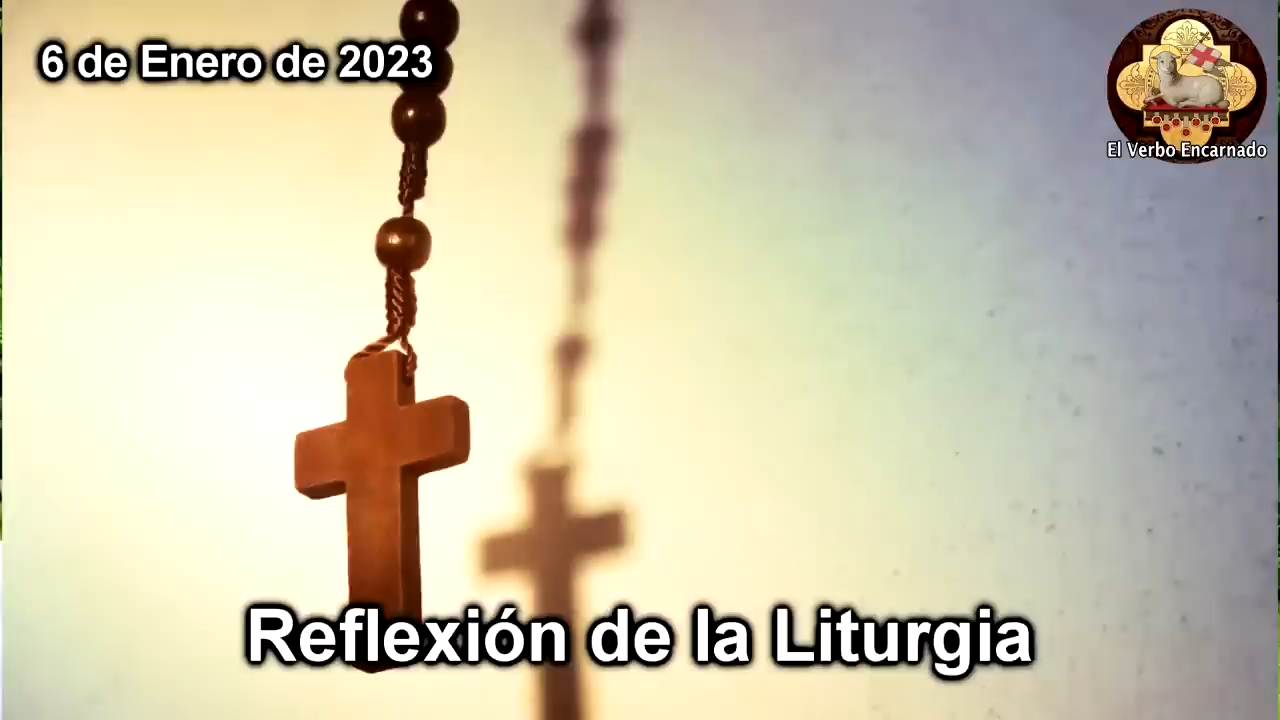 6 de Enero de 2023
El Verbo Encarnado
Reflexión de la Liturgia